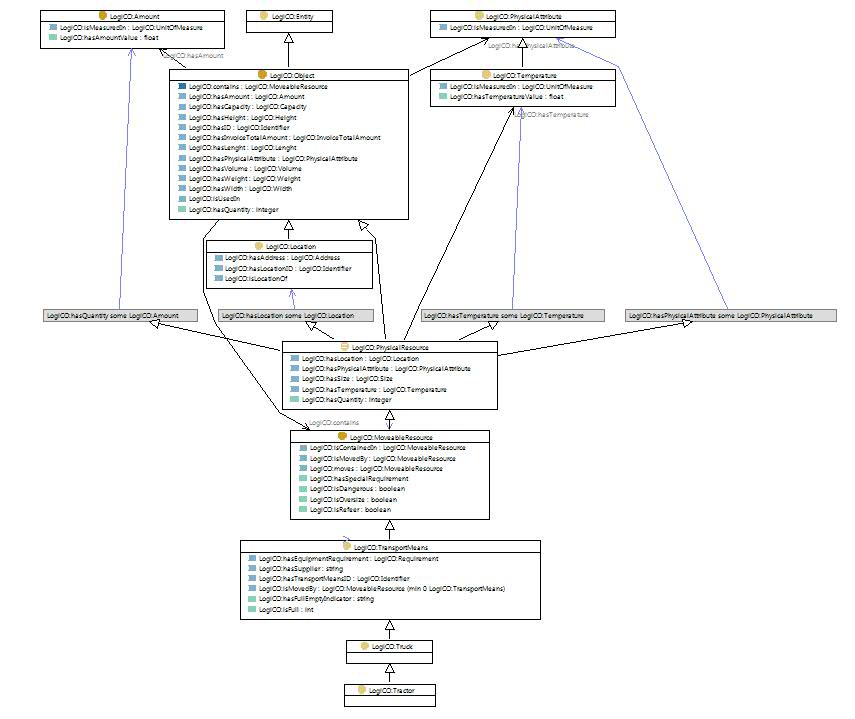 LogICO:Amount
LogICO:isMeasuredIn : LogICO:UnitOfMeasure
LogICO:hasAmountValue : float
LogICO:Entity
LogICO:PhysicalAttribute
LogICO:isMeasuredIn : LogICO:UnitOfMeasure
LogICO:hasAmount
LogICO:hasPhysicalAttribute
LogICO:Object
LogICO:contains : LogICO:MoveableResource
LogICO:hasAmount : LogICO:Amount
LogICO:hasCapacity : LogICO:Capacity
LogICO:hasHeight : LogICO:Height
LogICO:hasID : LogICO:Identifier
LogICO:hasInvoiceTotalAmount : LogICO:InvoiceTotalAmount
LogICO:hasLenght : LogICO:Lenght
LogICO:hasPhysicalAttribute : LogICO:PhysicalAttribute
LogICO:hasVolume : LogICO:Volume
LogICO:hasWeight : LogICO:Weight
LogICO:hasWidth : LogICO:Width
LogICO:isUsedIn
LogICO:hasQuantity : integer
LogICO:Temperature
LogICO:isMeasuredIn : LogICO:UnitOfMeasure
LogICO:hasTemperatureValue : float
LogICO:hasTemperature
LogICO:Location
LogICO:hasAddress : LogICO:Address
LogICO:hasLocationID : LogICO:Identifier
LogICO:isLocationOf
LogICO:hasQuantity some LogICO:Amount
LogICO:hasLocation some LogICO:Location
LogICO:hasTemperature some LogICO:Temperature
LogICO:hasPhysicalAttribute some LogICO:PhysicalAttribute
LogICO:PhysicalResource
LogICO:hasLocation : LogICO:Location
LogICO:hasPhysicalAttribute : LogICO:PhysicalAttribute
LogICO:hasSize : LogICO:Size
LogICO:hasTemperature : LogICO:Temperature
LogICO:hasQuantity : integer
LogICO:contains
LogICO:MoveableResource
LogICO:isContainedIn : LogICO:MoveableResource
LogICO:isMovedBy : LogICO:MoveableResource
LogICO:moves : LogICO:MoveableResource
LogICO:hasSpecialRequirement
LogICO:isDangerous : boolean
LogICO:isOversize : boolean
LogICO:isRefeer : boolean
LogICO:TransportMeans
LogICO:hasEquipmentRequirement : LogICO:Requirement
LogICO:hasSupplier : string
LogICO:hasTransportMeansID : LogICO:Identifier
LogICO:isMovedBy : LogICO:MoveableResource (min 0 LogICO:TransportMeans)
LogICO:hasFullEmptyIndicator : string
LogICO:isFull : int
LogICO:Truck
LogICO:Tractor